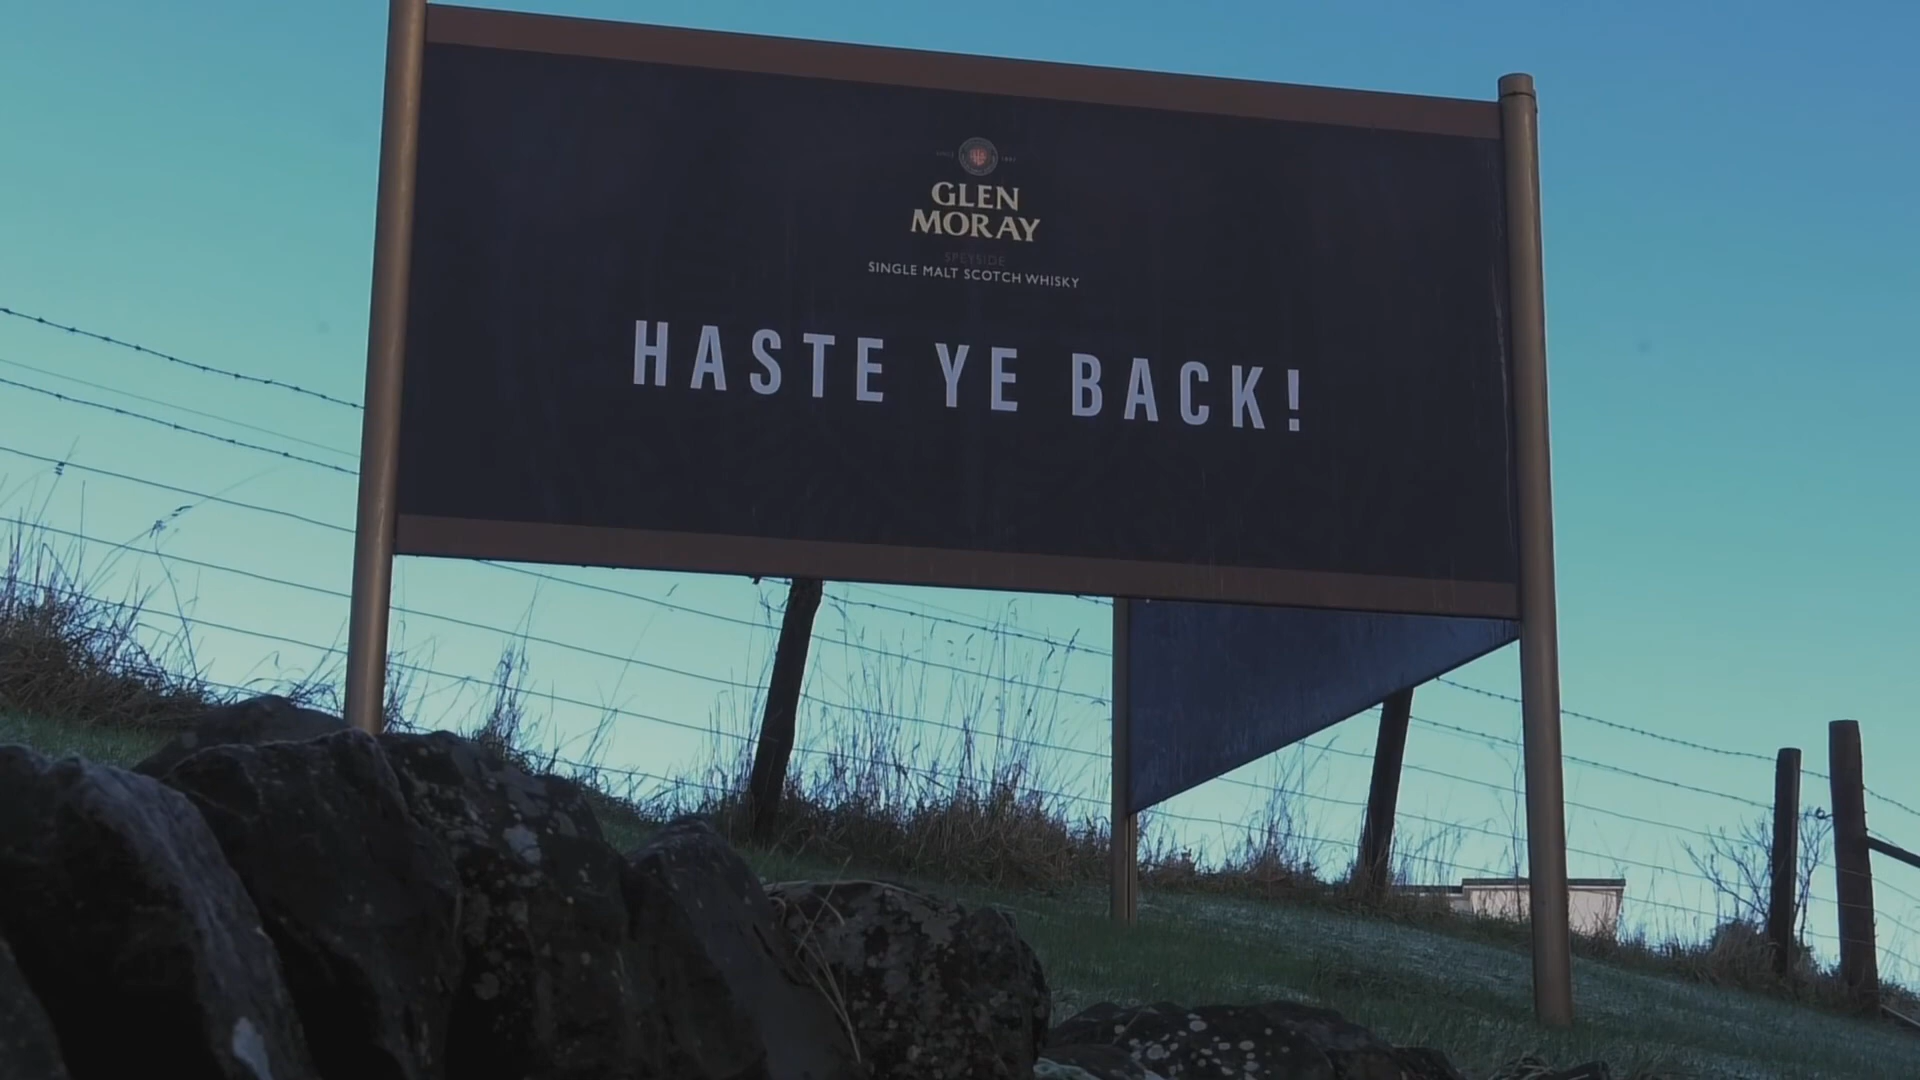 GLEN
MORAY
SPEYSIDE
SINGLE MALT SCOTCH WHISKY
HASTE YE BACK!